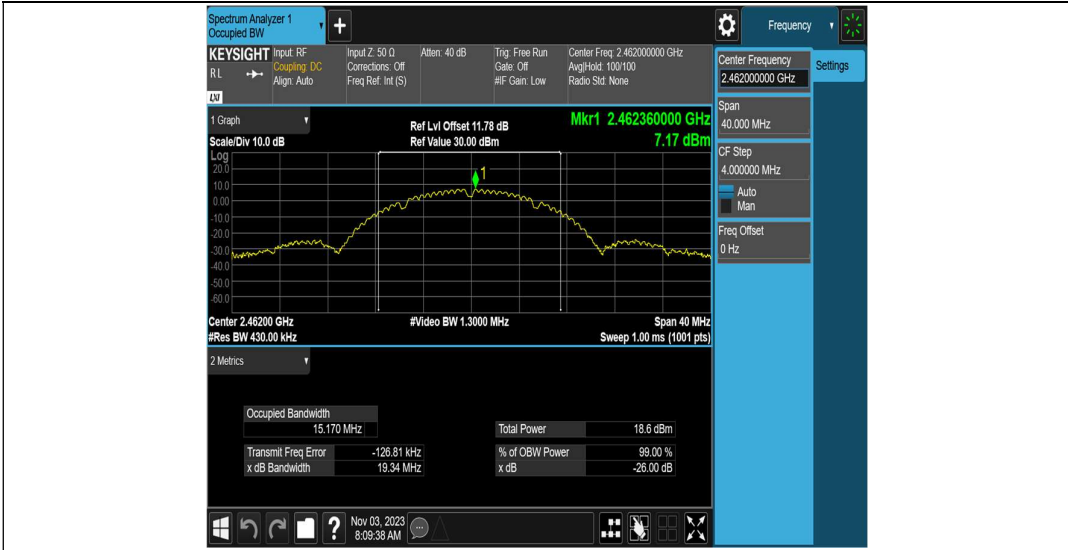 Spectrum Analyzer 1
Occupied BW
+
Frequency
KEYSIGHT Input: RF Input Z: 50 Ω Atten: 40 dB Trig: Free Run Center Freq: 2.462000000 GHz
RL Coupling: DC Corrections: Off Gate: Off Avg|Hold: 100/100
Align: Auto Freq Ref: Int (S) #IF Gain: Low Radio Std: None
LXI
Center Frequency
2.462000000 GHz
Settings
Span
40.000 MHz
CF Step
4.000000 MHz
Auto
Man
Freq Offset
0 Hz
1 Graph Ref Lvl Offset 11.78 dB Mkr1 2.462360000 GHz
Scale/Div 10.0 dB Ref Value 30.00 dBm 7.17 dBm
Log
20.0
10.0
0.00
-10.0
-20.0
-30.0
-40.0
-50.0
-60.0
1
Center 2.46200 GHz #Video BW 1.3000 MHz Span 40 MHz
#Res BW 430.00 kHz Sweep 1.00 ms (1001 pts)
2 Metrics
Occupied Bandwidth
15.170 MHz Total Power 18.6 dBm
Transmit Freq Error -126.81 kHz % of OBW Power 99.00 %
x dB Bandwidth 19.34 MHz x dB -26.00 dB
? Nov 03, 2023
8:09:38 AM